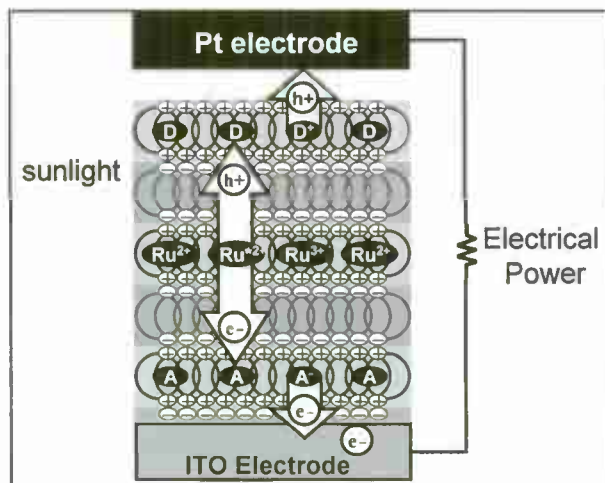 Pt electrode
h+
D D D⁺ D
sunlight
h+
Ru²⁺ Ru*²⁺ Ru³⁺ Ru²⁺
Electrical
Power
e−
A A A⁻ A
e−
e−
ITO Electrode